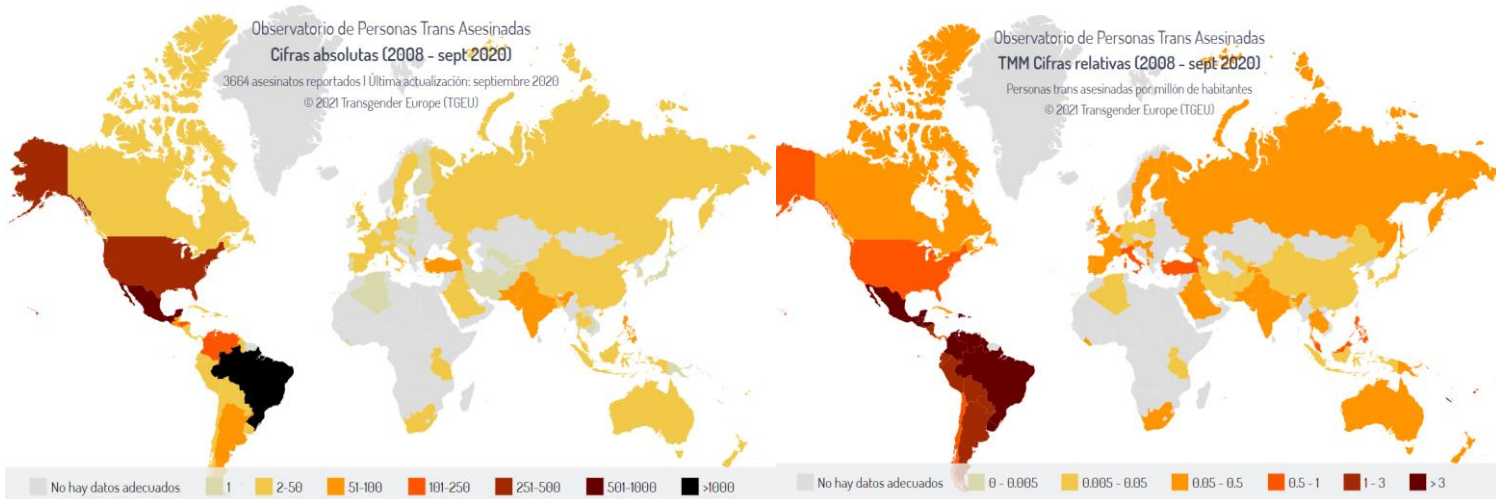 Observatorio de Personas Trans Asesinadas
Cifras absolutas (2008 - sept 2020)
3664 asesinatos reportados | Última actualización: septiembre 2020
© 2021 Transgender Europe (TGEU)
No hay datos adecuados 1 2-50 51-100 101-250 251-500 501-1000 >1000
Observatorio de Personas Trans Asesinadas
TMM Cifras relativas (2008 - sept 2020)
Personas trans asesinadas por millón de habitantes
© 2021 Transgender Europe (TGEU)
No hay datos adecuados 0 - 0.005 0.005 - 0.05 0.05 - 0.5 0.5 - 1 1 - 3 > 3